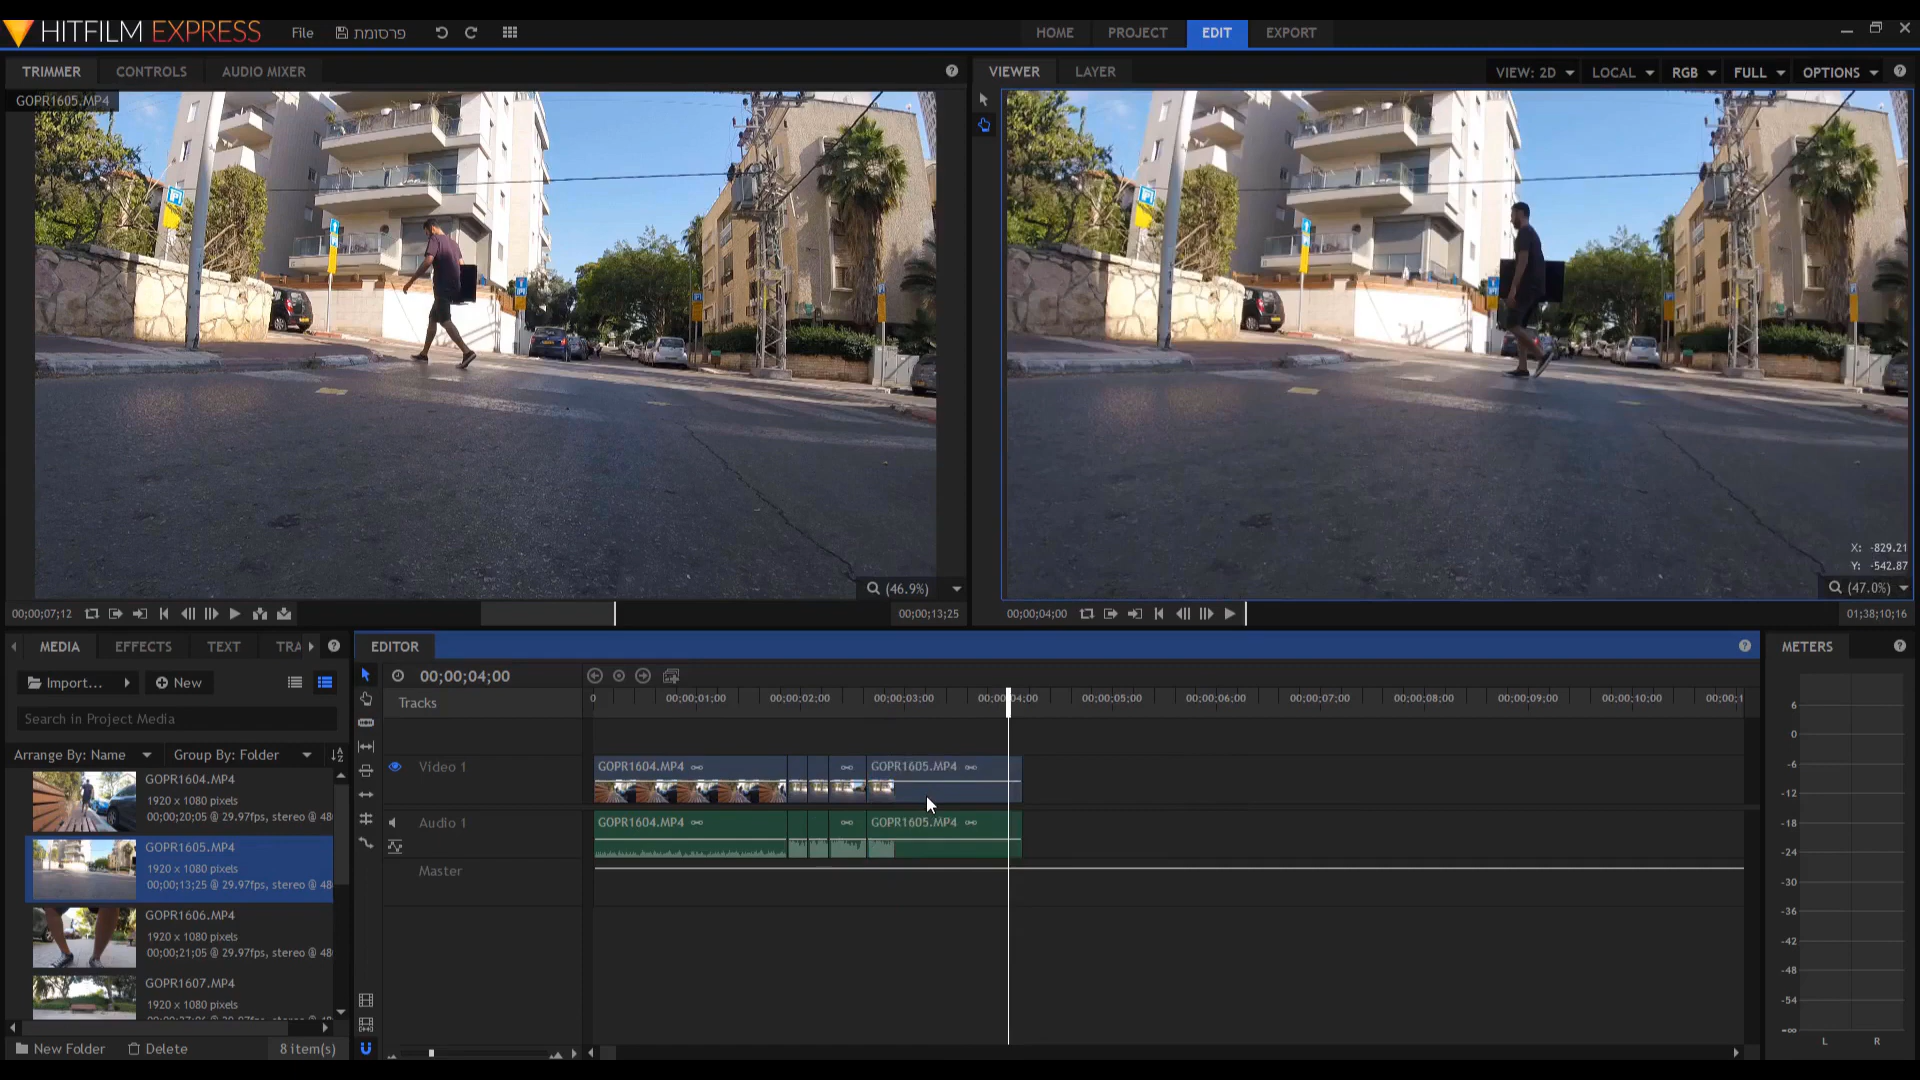 HITFILM EXPRESS
File
פרסומת
HOME
PROJECT
EDIT
EXPORT
TRIMMER
CONTROLS
AUDIO MIXER
VIEWER
LAYER
VIEW: 2D
LOCAL
RGB
FULL
OPTIONS
GOPR1605.MP4
X: -829.21
Y: -542.87
(46.9%)
(47.0%)
00;00;07;12
00;00;13;25
00;00;04;00
01;38;10;16
MEDIA
EFFECTS
TEXT
TRA
EDITOR
METERS
Import...
New
Search in Project Media
Arrange By: Name
Group By: Folder
GOPR1604.MP4
1920 x 1080 pixels
00;00;20;05 @ 29.97fps, stereo @ 48
GOPR1605.MP4
1920 x 1080 pixels
00;00;13;25 @ 29.97fps, stereo @ 48
GOPR1606.MP4
1920 x 1080 pixels
00;00;21;05 @ 29.97fps, stereo @ 48
GOPR1607.MP4
1920 x 1080 pixels
New Folder
Delete
8 item(s)
00;00;04;00
Tracks
0
00;00;01;00
00;00;02;00
00;00;03;00
00;00;04;00
00;00;05;00
00;00;06;00
00;00;07;00
00;00;08;00
00;00;09;00
00;00;10;00
00;00;1
Video 1
GOPR1604.MP4
GOPR1605.MP4
Audio 1
GOPR1604.MP4
GOPR1605.MP4
Master
6
0
-6
-12
-18
-24
-30
-36
-42
-48
-54
-∞
L
R